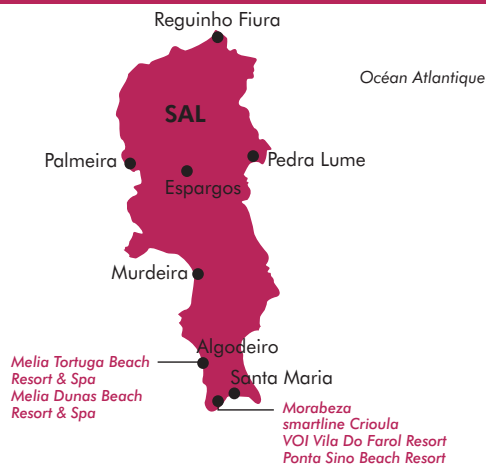 Reguinho Fiura
Océan Atlantique
SAL
Palmeira
Pedra Lume
Espargos
Murdeira
Algodeiro
Melia Tortuga Beach
Resort & Spa
Melia Dunas Beach
Resort & Spa
Santa Maria
Morabeza
smartline Crioula
VOI Vila Do Farol Resort
Ponta Sino Beach Resort